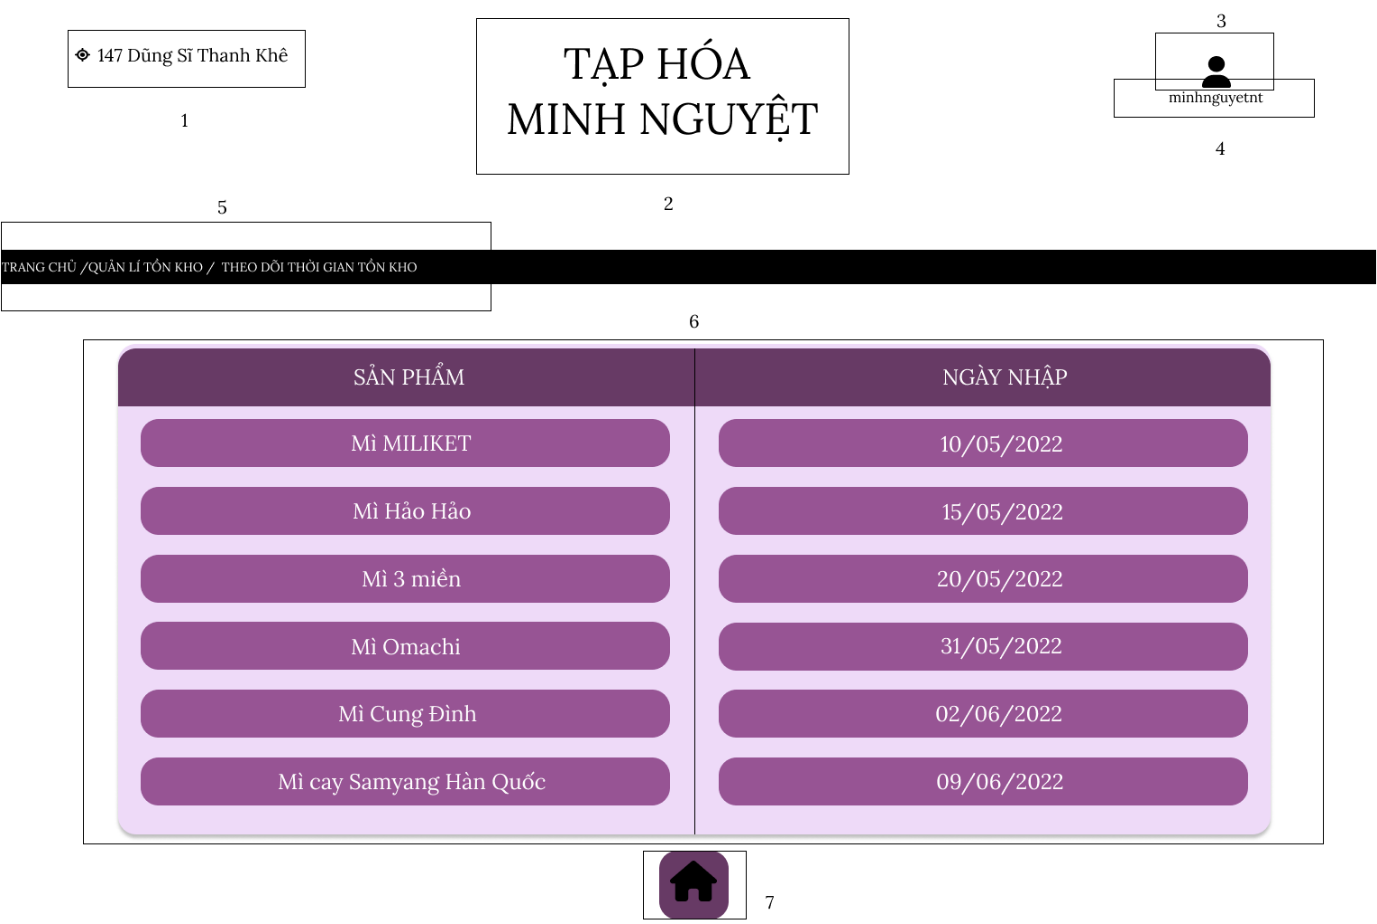 147 Dũng Sĩ Thanh Khê
1
TẠP HÓA
MINH NGUYỆT
2
3
minhnguyetnt
4
5
TRANG CHỦ /QUẢN LÍ TỒN KHO / THEO DÕI THỜI GIAN TỒN KHO
6
SẢN PHẨM NGÀY NHẬP
Mì MILIKET 10/05/2022
Mì Hảo Hảo 15/05/2022
Mì 3 miền 20/05/2022
Mì Omachi 31/05/2022
Mì Cung Đình 02/06/2022
Mì cay Samyang Hàn Quốc 09/06/2022
7